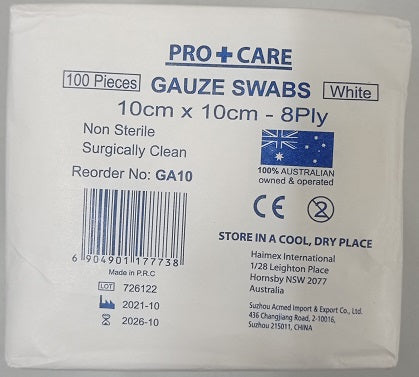 PRO+CARE
100 Pieces GAUZE SWABS White
10cm x 10cm - 8Ply
Non Sterile
Surgically Clean
Reorder No: GA10
100% AUSTRALIAN
owned & operated
CE 2
STORE IN A COOL, DRY PLACE
6 904901 177738
Made in P.R.C
LOT 726122
2021-10
2026-10
Haimex International
1/28 Leighton Place
Hornsby NSW 2077
Australia
Suzhou Acmed Import & Export Co., Ltd.
436 Changjiang Road, 2-10016,
Suzhou 215011, CHINA